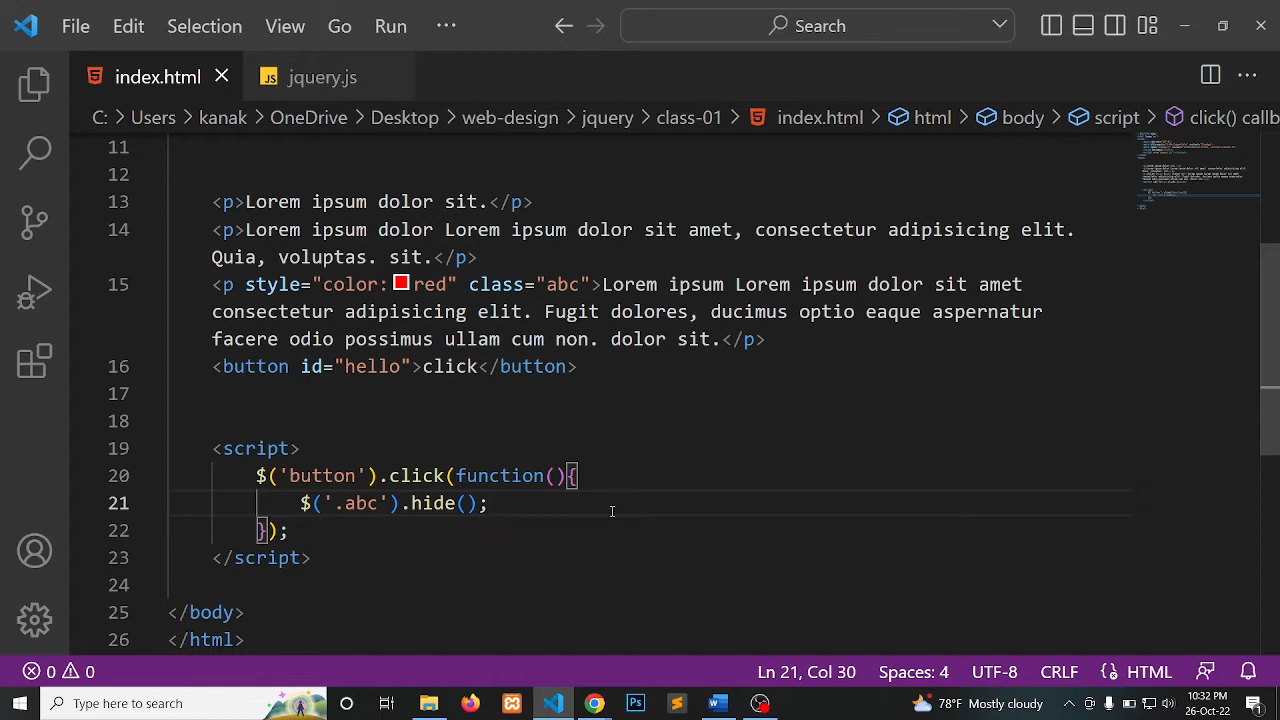 File Edit Selection View Go Run ··· Search
index.html jquery.js
C: > Users > kanak > OneDrive > Desktop > web-design > jquery > class-01 > index.html > html > body > script > click() callb
11
12
13 <p>Lorem ipsum dolor sit.</p>
14 <p>Lorem ipsum dolor Lorem ipsum dolor sit amet, consectetur adipisicing elit.
Quia, voluptas. sit.</p>
15 <p style="color:red" class="abc">Lorem ipsum Lorem ipsum dolor sit amet
consectetur adipisicing elit. Fugit dolores, ducimus optio eaque aspernatur
facere odio possimus ullam cum non. dolor sit.</p>
16 <button id="hello">click</button>
17
18
19 <script>
20 $('button').click(function(){
21 $('.abc').hide();
22 });
23 </script>
24
25 </body>
26 </html>
0 0 Ln 21, Col 30 Spaces: 4 UTF-8 CRLF HTML
Type here to search 78°F Mostly cloudy 10:32 PM
26-Oct-22